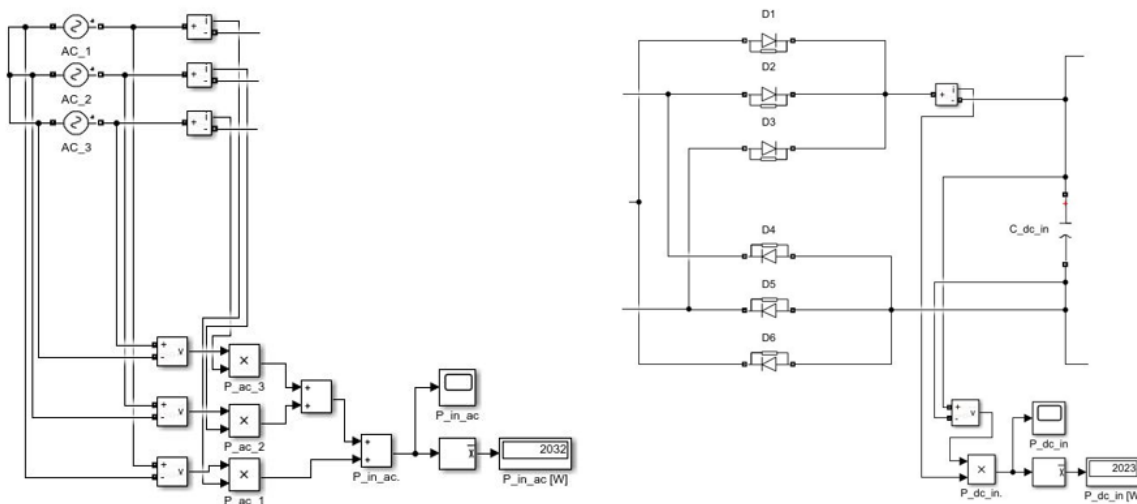 AC_1
AC_2
AC_3
+ i -
+ i -
+ i -
+ - v
+ - v
+ - v
×
P_ac_3
×
P_ac_2
×
P_ac_1
+ +
+ +
P_in_ac.
P_in_ac
x
2032
P_in_ac [W]
D1
D2
D3
+ i -
D4
D5
D6
+
C_dc_in
+ - v
×
P_dc_in.
P_dc_in
x
2023
P_dc_in [W